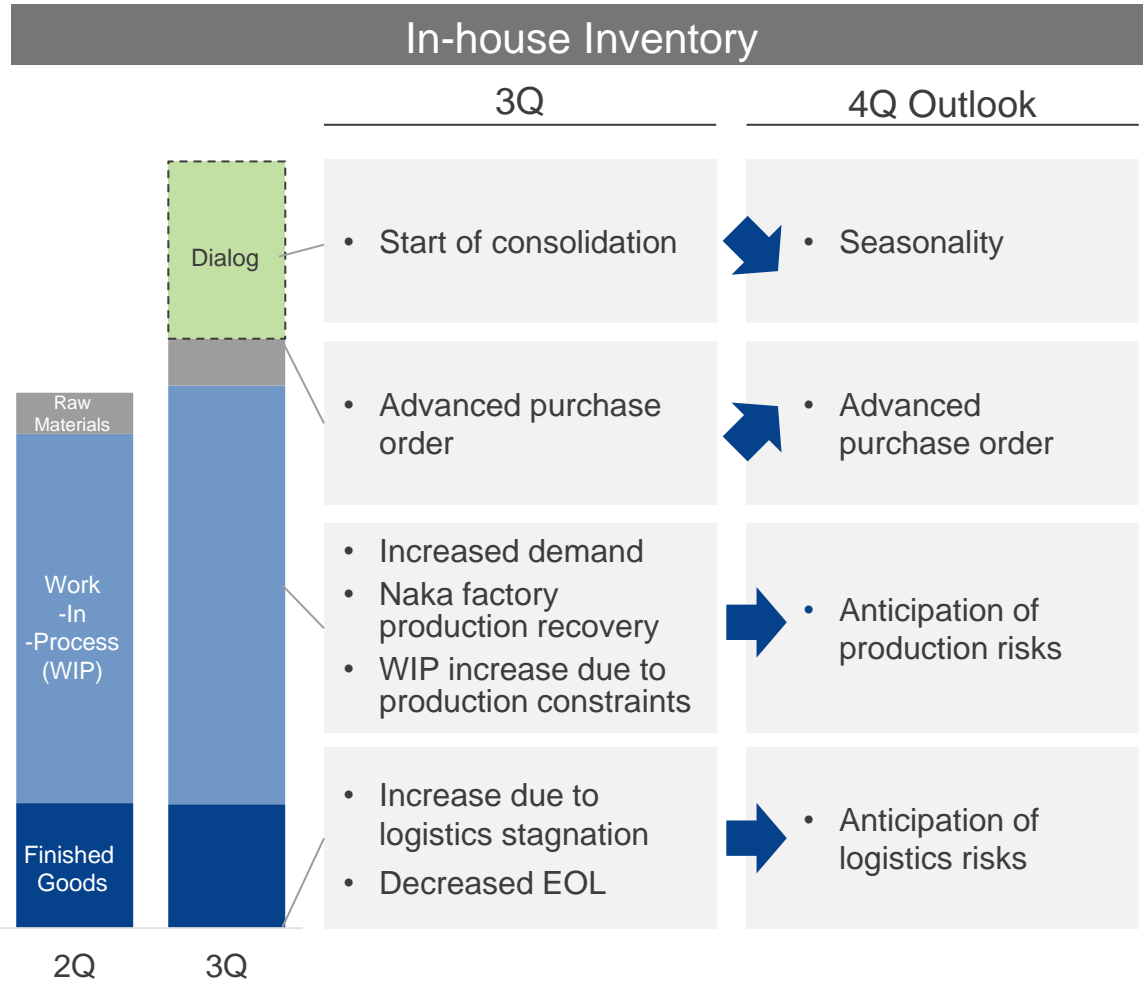 In-house Inventory
3Q
4Q Outlook
Dialog
• Start of consolidation
• Seasonality
Raw
Materials
• Advanced purchase
order
• Advanced
purchase order
Work
-In
-Process
(WIP)
• Increased demand
• Naka factory
production recovery
• WIP increase due to
production constraints
• Anticipation of
production risks
Finished
Goods
• Increase due to
logistics stagnation
• Decreased EOL
• Anticipation of
logistics risks
2Q
3Q